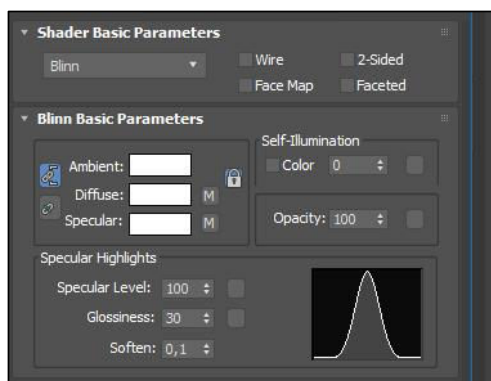 Shader Basic Parameters
Blinn
Wire
2-Sided
Face Map
Faceted
Blinn Basic Parameters
Self-Illumination
Ambient:
Color 0
Diffuse: M
Specular: M
Opacity: 100
Specular Highlights
Specular Level: 100
Glossiness: 30
Soften: 0,1